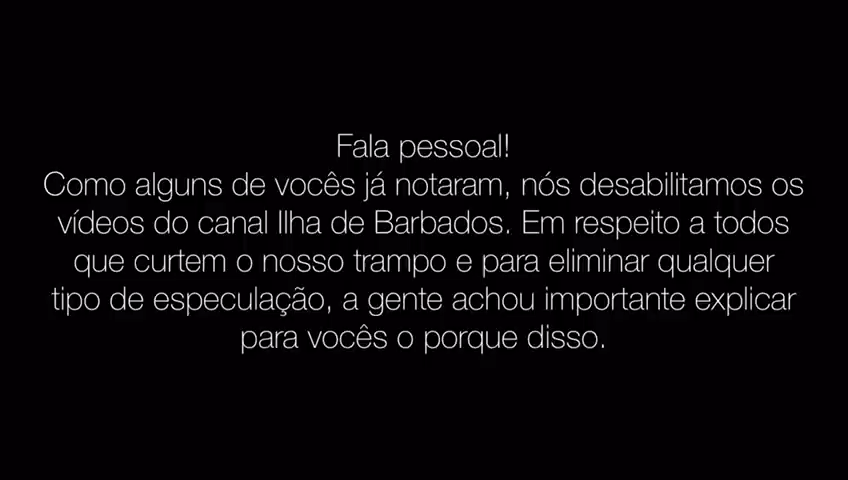 Fala pessoal!
Como alguns de vocês já notaram, nós desabilitamos os
vídeos do canal Ilha de Barbados. Em respeito a todos
que curtem o nosso trampo e para eliminar qualquer
tipo de especulação, a gente achou importante explicar
para vocês o porque disso.